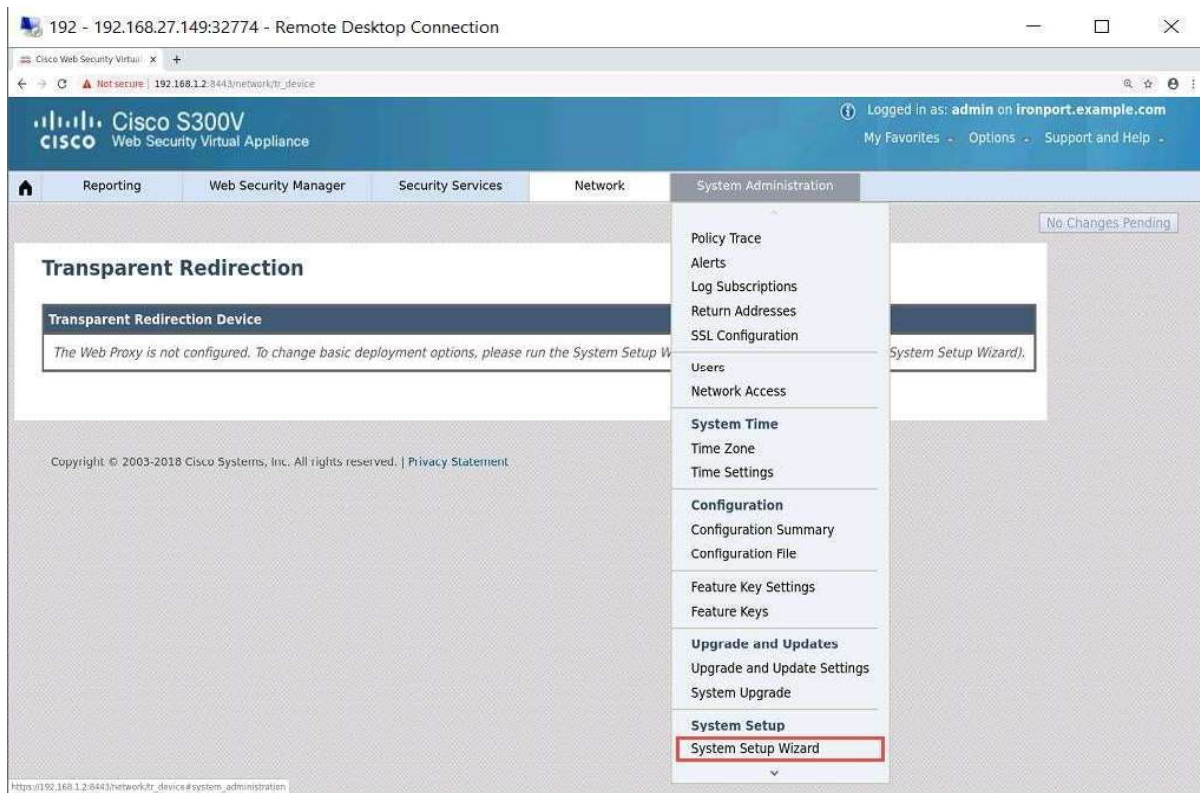 192 - 192.168.27.149:32774 - Remote Desktop Connection
Cisco Web Security Virtual
Not secure | 192.168.1.2:8443/network/tr_device
CISCO Cisco S300V
Web Security Virtual Appliance
Logged in as: admin on ironport.example.com
My Favorites Options Support and Help
Reporting Web Security Manager Security Services Network System Administration
No Changes Pending
Transparent Redirection
Transparent Redirection Device
The Web Proxy is not configured. To change basic deployment options, please run the System Setup W
System Setup Wizard).
Copyright © 2003-2018 Cisco Systems, Inc. All rights reserved. | Privacy Statement
Policy Trace
Alerts
Log Subscriptions
Return Addresses
SSL Configuration
Users
Network Access
System Time
Time Zone
Time Settings
Configuration
Configuration Summary
Configuration File
Feature Key Settings
Feature Keys
Upgrade and Updates
Upgrade and Update Settings
System Upgrade
System Setup
System Setup Wizard
https://192.168.1.2:8443/network/tr_device#system_administration